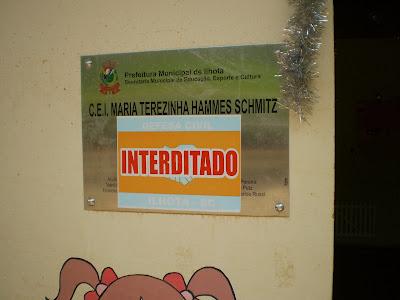 Prefeitura Municipal de Ilhota
Secretaria Municipal de Educação, Esporte e Cultura
C.E.I. MARIA TEREZINHA HAMMES SCHMITZ
DEFESA CIVIL
INTERDITADO
ILHOTA - SC